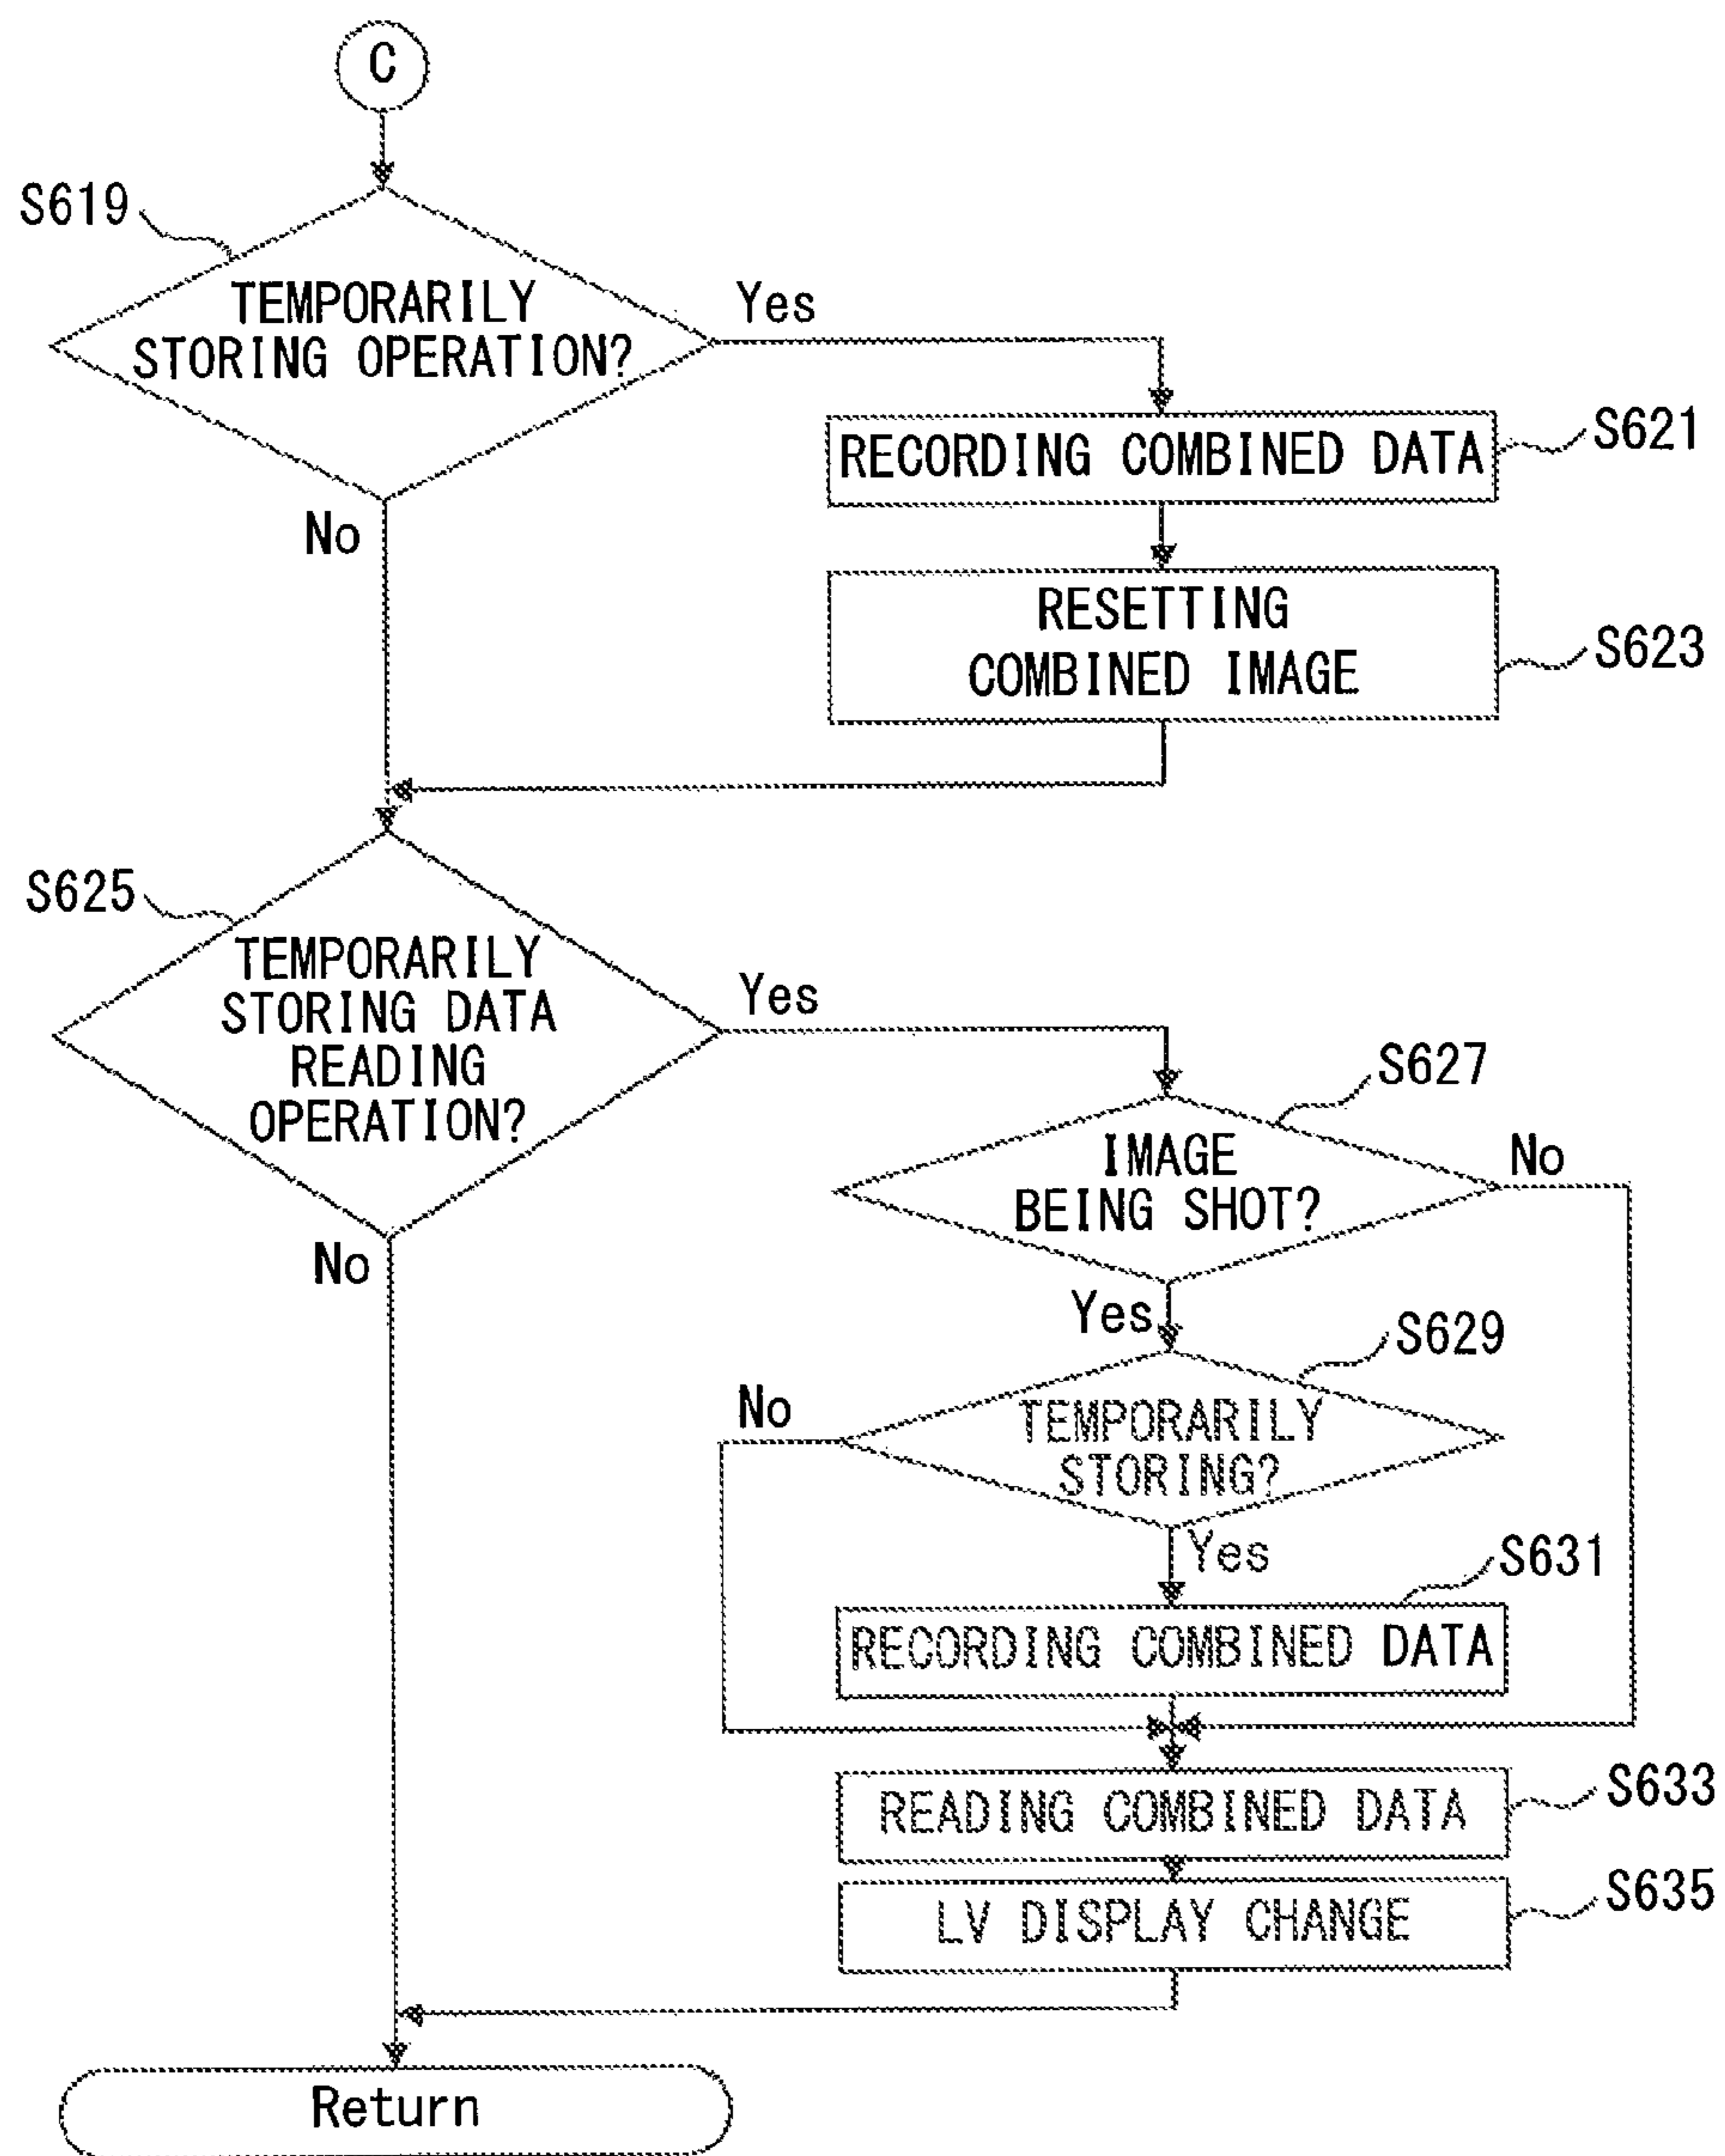 C
S619
TEMPORARILY
STORING OPERATION?
Yes
No
RECORDING COMBINED DATA
S621
RESETTING
COMBINED IMAGE
S623
S625
TEMPORARILY
STORING DATA
READING
OPERATION?
Yes
No
S627
IMAGE
BEING SHOT?
No
Yes
S629
TEMPORARILY
STORING?
No
Yes
S631
RECORDING COMBINED DATA
READING COMBINED DATA
S633
LV DISPLAY CHANGE
S635
Return